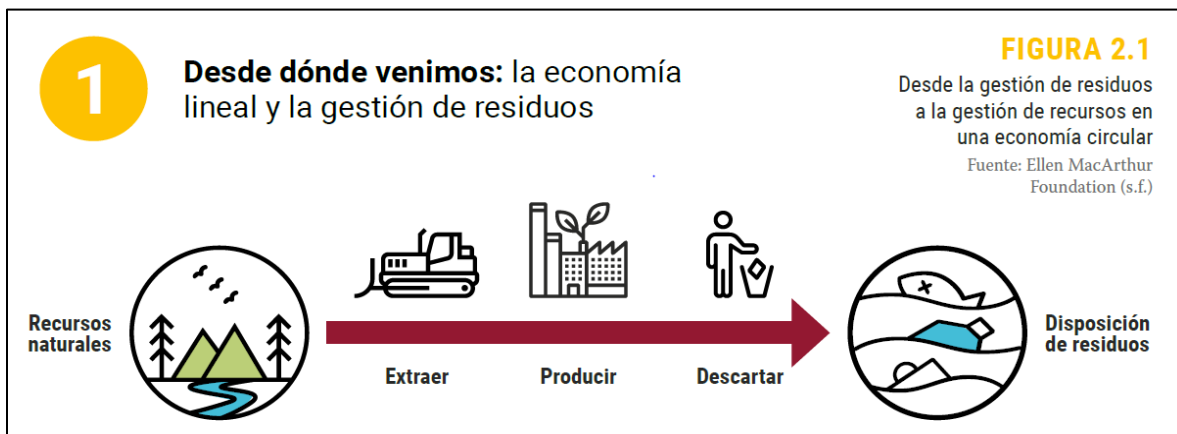 1
Desde dónde venimos: la economía
lineal y la gestión de residuos
FIGURA 2.1
Desde la gestión de residuos
a la gestión de recursos en
una economía circular
Fuente: Ellen MacArthur
Foundation (s.f.)
Recursos
naturales
Extraer
Producir
Descartar
Disposición
de residuos